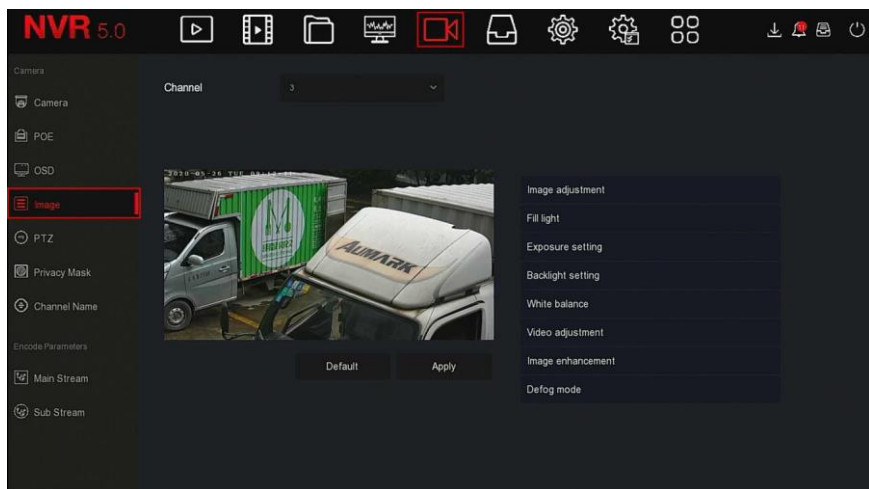 NVR 5.0
Camera
Camera
POE
OSD
Image
PTZ
Privacy Mask
Channel Name
Encode Parameters
Main Stream
Sub Stream
Channel
3
AUMARK
Default
Apply
Image adjustment
Fill light
Exposure setting
Backlight setting
White balance
Video adjustment
Image enhancement
Defog mode